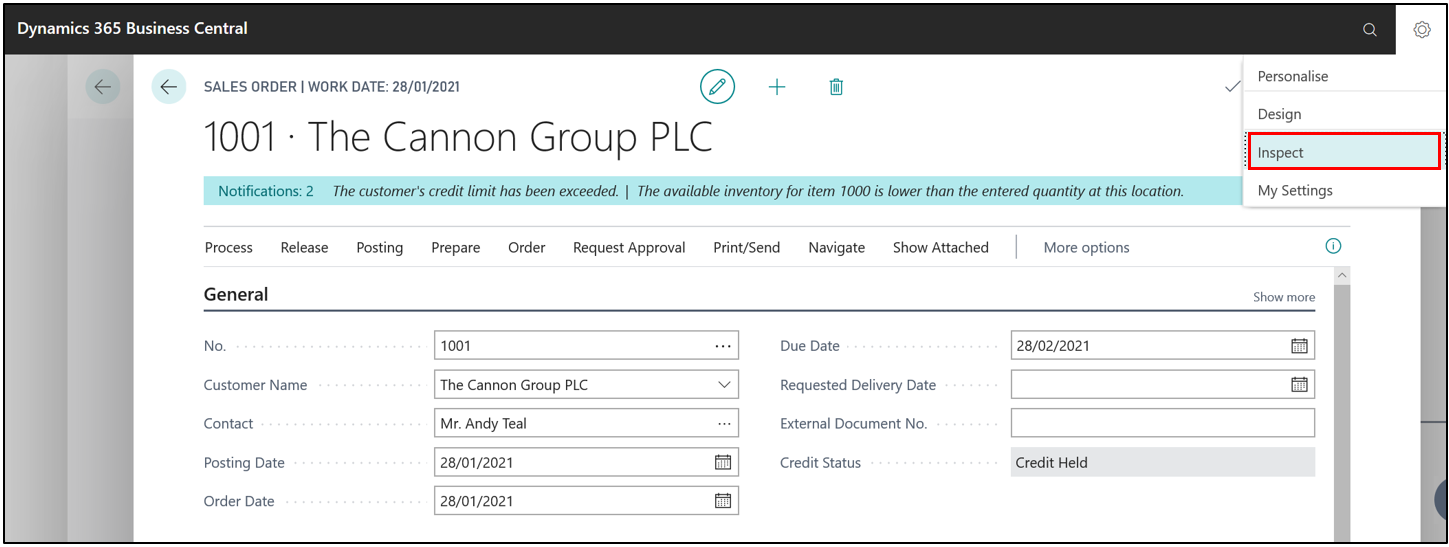 Dynamics 365 Business Central
Personalise
Design
Inspect
My Settings
SALES ORDER | WORK DATE: 28/01/2021
1001 · The Cannon Group PLC
Notifications: 2 The customer's credit limit has been exceeded. | The available inventory for item 1000 is lower than the entered quantity at this location.
Process Release Posting Prepare Order Request Approval Print/Send Navigate Show Attached More options
General Show more
No. 1001 Due Date 28/02/2021
Customer Name The Cannon Group PLC Requested Delivery Date
Contact Mr. Andy Teal External Document No.
Posting Date 28/01/2021 Credit Status Credit Held
Order Date 28/01/2021